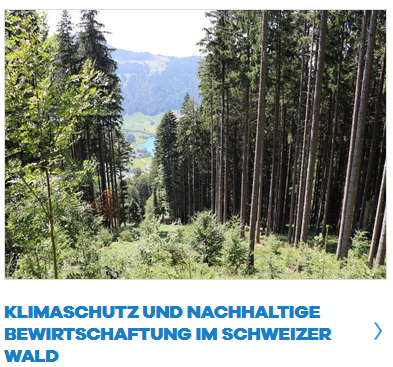 KLIMASCHUTZ UND NACHHALTIGE
BEWIRTSCHAFTUNG IM SCHWEIZER
WALD